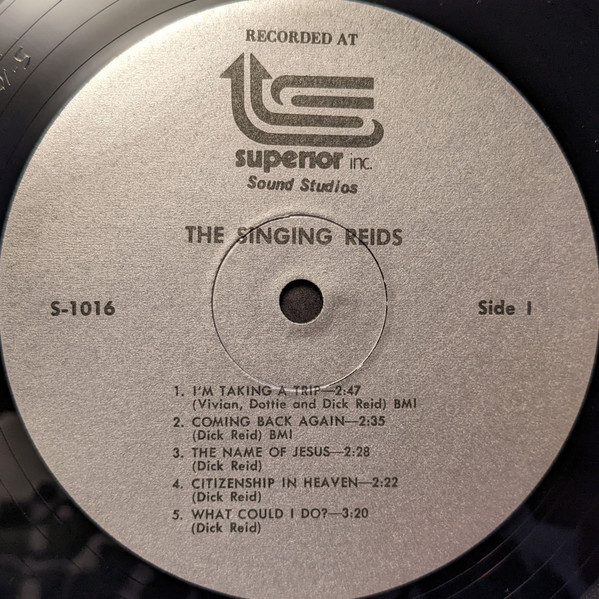 RECORDED AT
superior inc.
Sound Studios
THE SINGING REIDS
S-1016
Side 1
1. I'M TAKING A TRIP—2:47
(Vivian, Dottie and Dick Reid) BMI
2. COMING BACK AGAIN—2:35
(Dick Reid) BMI
3. THE NAME OF JESUS—2:28
(Dick Reid)
4. CITIZENSHIP IN HEAVEN—2:22
(Dick Reid)
5. WHAT COULD I DO?—3:20
(Dick Reid)